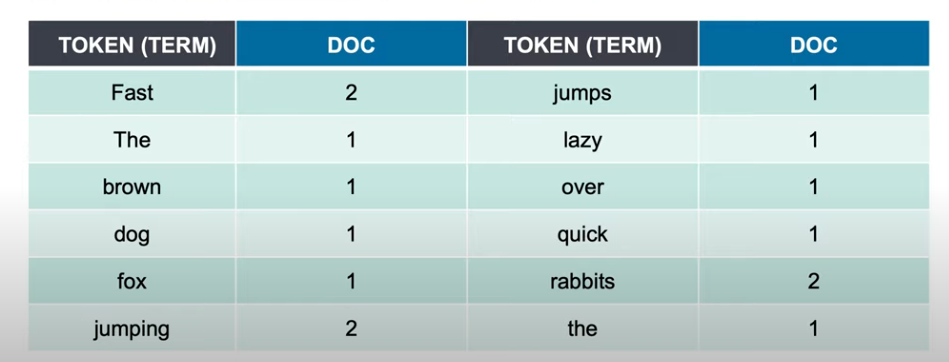 TOKEN (TERM) DOC TOKEN (TERM) DOC
Fast 2 jumps 1
The 1 lazy 1
brown 1 over 1
dog 1 quick 1
fox 1 rabbits 2
jumping 2 the 1